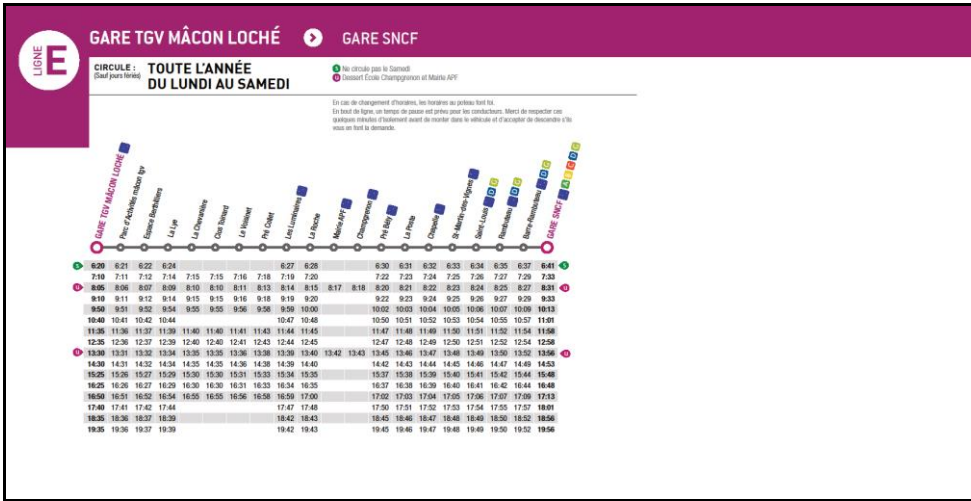 LIGNE E
GARE TGV MÂCON LOCHÉ GARE SNCF
CIRCULE : TOUTE L'ANNÉE
(Sauf jours fériés) DU LUNDI AU SAMEDI
S Ne circule pas le Samedi
U Dessert École Champgrenon et Mairie APF
En cas de changement d'horaires, les horaires au poteau font foi.
En bout de ligne, un temps de pause est prévu pour les conducteurs. Merci de respecter ces
quelques minutes d'isolement avant de monter dans le véhicule et d'accepter de descendre s'ils
vous en font la demande.
GARE TGV MÂCON LOCHÉ
Parc d'Activités mâcon tgv
Espace Berthilliers
La Lye
La Chevanière
Clos Tainard
Le Voisinet
Pré Collet
Les Luminaires
La Roche
Mairie APF
Champgrenon
Pré Bély
La Poste
Chapelle
St-Martin-des-Vignes
Saint-Louis D G
Rambuteau D G
Barre-Rambuteau D G
GARE SNCF A B C D G
S 6:20 6:21 6:22 6:24 6:27 6:28 6:30 6:31 6:32 6:33 6:34 6:35 6:37 6:41 S
7:10 7:11 7:12 7:14 7:15 7:15 7:16 7:18 7:19 7:20 7:22 7:23 7:24 7:25 7:26 7:27 7:29 7:33
U 8:05 8:06 8:07 8:09 8:10 8:10 8:11 8:13 8:14 8:15 8:17 8:18 8:20 8:21 8:22 8:23 8:24 8:25 8:27 8:31 U
9:10 9:11 9:12 9:14 9:15 9:15 9:16 9:18 9:19 9:20 9:22 9:23 9:24 9:25 9:26 9:27 9:29 9:33
9:50 9:51 9:52 9:54 9:55 9:55 9:56 9:58 9:59 10:00 10:02 10:03 10:04 10:05 10:06 10:07 10:09 10:13
10:40 10:41 10:42 10:44 10:47 10:48 10:50 10:51 10:52 10:53 10:54 10:55 10:57 11:01
11:35 11:36 11:37 11:39 11:40 11:40 11:41 11:43 11:44 11:45 11:47 11:48 11:49 11:50 11:51 11:52 11:54 11:58
12:35 12:36 12:37 12:39 12:40 12:40 12:41 12:43 12:44 12:45 12:47 12:48 12:49 12:50 12:51 12:52 12:54 12:58
U 13:30 13:31 13:32 13:34 13:35 13:35 13:36 13:38 13:39 13:40 13:42 13:43 13:45 13:46 13:47 13:48 13:49 13:50 13:52 13:56 U
14:30 14:31 14:32 14:34 14:35 14:35 14:36 14:38 14:39 14:40 14:42 14:43 14:44 14:45 14:46 14:47 14:49 14:53
15:25 15:26 15:27 15:29 15:30 15:30 15:31 15:33 15:34 15:35 15:37 15:38 15:39 15:40 15:41 15:42 15:44 15:48
16:25 16:26 16:27 16:29 16:30 16:30 16:31 16:33 16:34 16:35 16:37 16:38 16:39 16:40 16:41 16:42 16:44 16:48
16:50 16:51 16:52 16:54 16:55 16:55 16:56 16:58 16:59 17:00 17:02 17:03 17:04 17:05 17:06 17:07 17:09 17:13
17:40 17:41 17:42 17:44 17:47 17:48 17:50 17:51 17:52 17:53 17:54 17:55 17:57 18:01
18:35 18:36 18:37 18:39 18:42 18:43 18:45 18:46 18:47 18:48 18:49 18:50 18:52 18:56
19:35 19:36 19:37 19:39 19:42 19:43 19:45 19:46 19:47 19:48 19:49 19:50 19:52 19:56